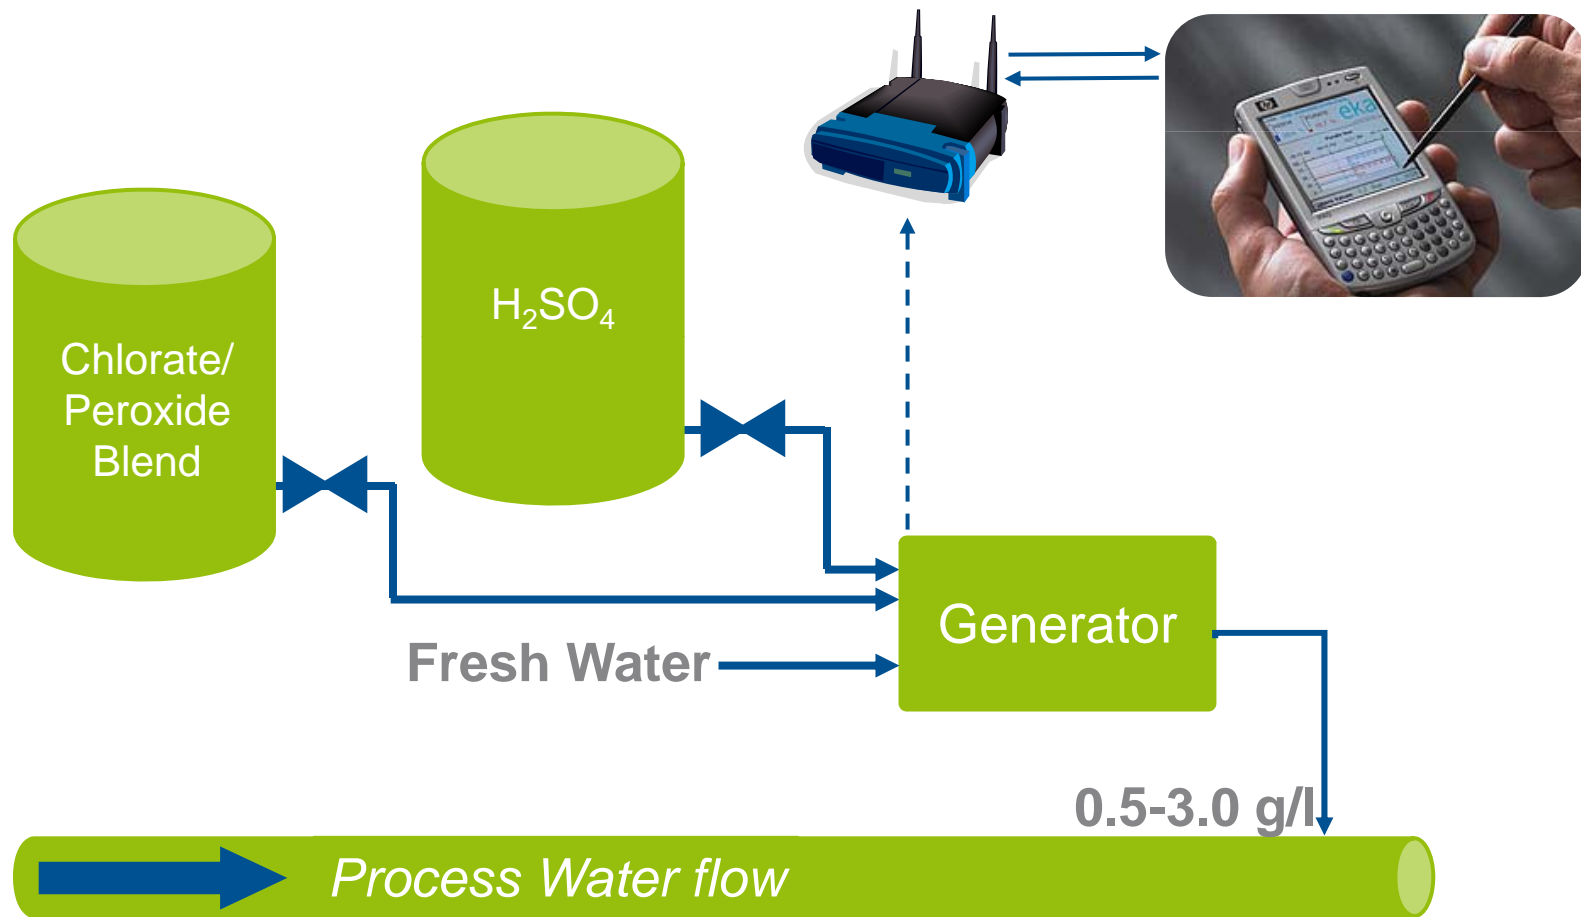 Chlorate/
Peroxide
Blend
H₂SO₄
eka
Fresh Water
Generator
0.5-3.0 g/l
Process Water flow